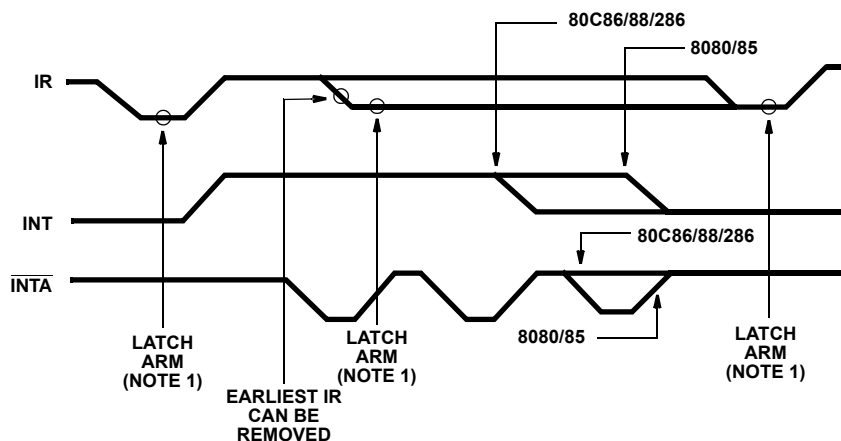 80C86/88/286
8080/85
IR
INT
80C86/88/286
INTA
8080/85
LATCH
ARM
(NOTE 1)
EARLIEST IR
CAN BE
REMOVED
LATCH
ARM
(NOTE 1)
LATCH
ARM
(NOTE 1)